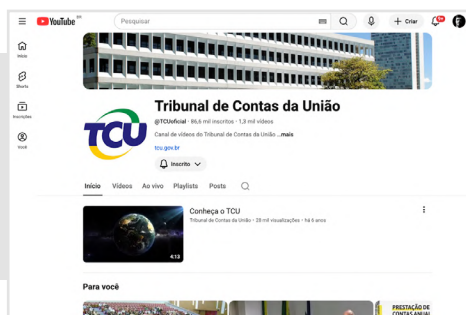 YouTube BR
Pesquisar
Criar
9+
Início
Shorts
Inscrições
Você
Tribunal de Contas da União
TCU
@TCUoficial · 86,6 mil inscritos · 1,3 mil vídeos
Canal de vídeos do Tribunal de Contas da União ...mais
tcu.gov.br
Inscrito
Início Vídeos Ao vivo Playlists Posts
Conheça o TCU
Tribunal de Contas da União · 28 mil visualizações · há 6 anos
4:13
Para você
PRESTAÇÃO DE
CONTAS ANUAL